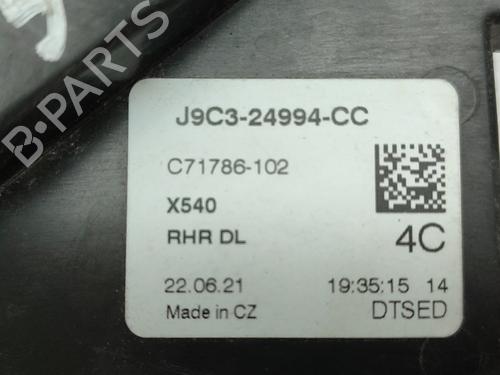 J9C3-24994-CC
C71786-102
X540
RHR DL
4C
22.06.21
19:35:15 14
Made in CZ
DTSED
B-PARTS